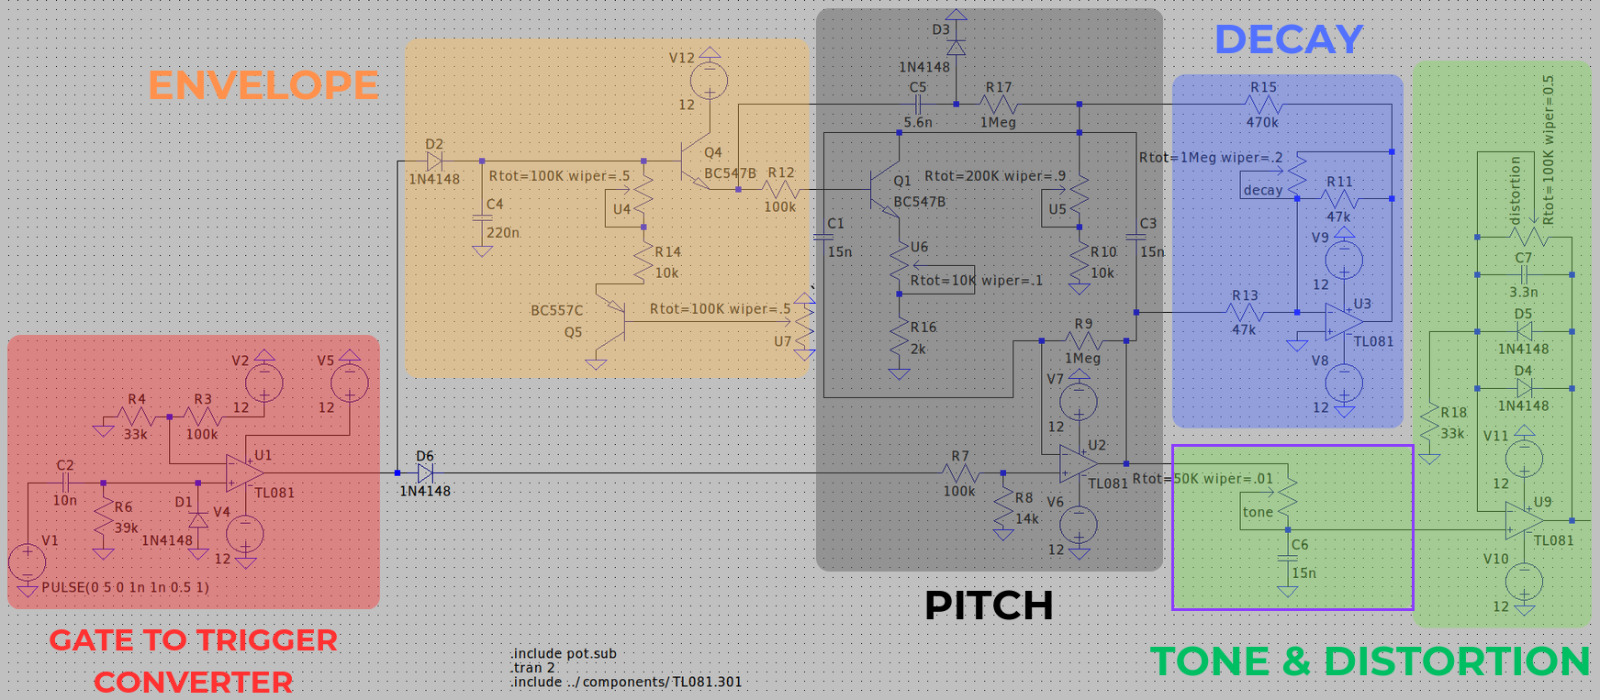 ENVELOPE
D2
1N4148
C4
220n
V12
12
Q4
BC547B
Rtot=100K wiper=.5
U4
R12
100k
R14
10k
BC557C
Q5
Rtot=100K wiper=.5
U7
D3
1N4148
C5
5.6n
R17
1Meg
Q1
BC547B
Rtot=200K wiper=.9
U5
C1
15n
C3
15n
U6
Rtot=10K wiper=.1
R10
10k
R16
2k
R9
1Meg
V7
12
U2
TL081
V6
12
R7
100k
R8
14k
PITCH
DECAY
R15
470k
Rtot=1Meg wiper=.2
decay
R11
47k
V9
12
R13
47k
U3
TL081
V8
12
distortion
Rtot=100K wiper=0.5
C7
3.3n
D5
1N4148
D4
1N4148
R18
33k
V11
12
U9
TL081
V10
12
Rtot=50K wiper=.01
tone
C6
15n
TONE & DISTORTION
V2
12
V5
12
R4
33k
R3
100k
U1
TL081
C2
10n
R6
39k
D1
1N4148
V4
12
V1
PULSE(0 5 0 1n 1n 0.5 1)
D6
1N4148
GATE TO TRIGGER
CONVERTER
.include pot.sub
.tran 2
.include ../components/TL081.301